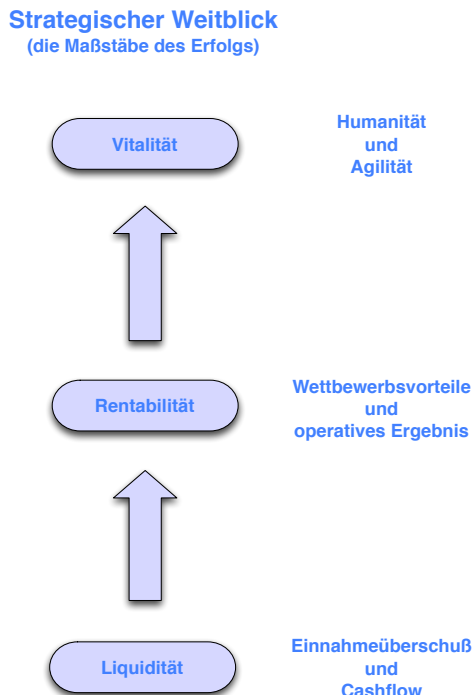 Strategischer Weitblick
(die Maßstäbe des Erfolgs)
Vitalität
Humanität
und
Agilität
Rentabilität
Wettbewerbsvorteile
und
operatives Ergebnis
Liquidität
Einnahmeüberschuß
und
Cashflow